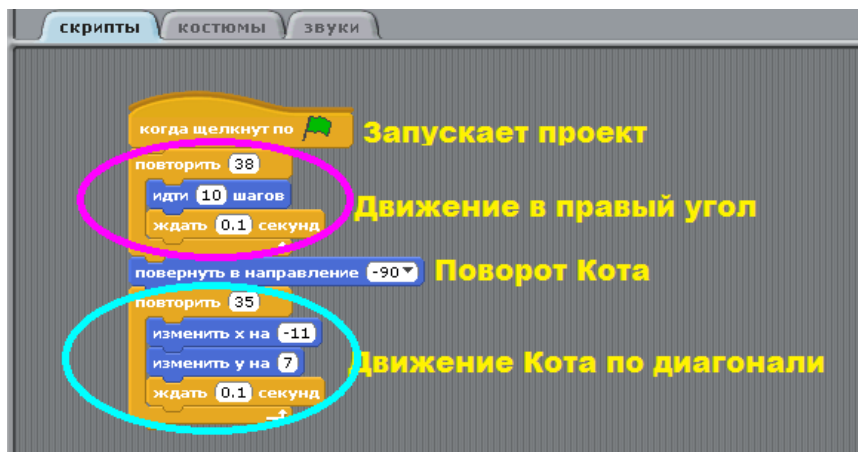 скрипты костюмы звуки
когда щелкнут по Запускает проект
повторить 38
идти 10 шагов
Движение в правый угол
ждать 0.1 секунд
повернуть в направление -90 Поворот Кота
повторить 35
изменить х на -11
изменить у на 7 Движение Кота по диагонали
ждать 0.1 секунд